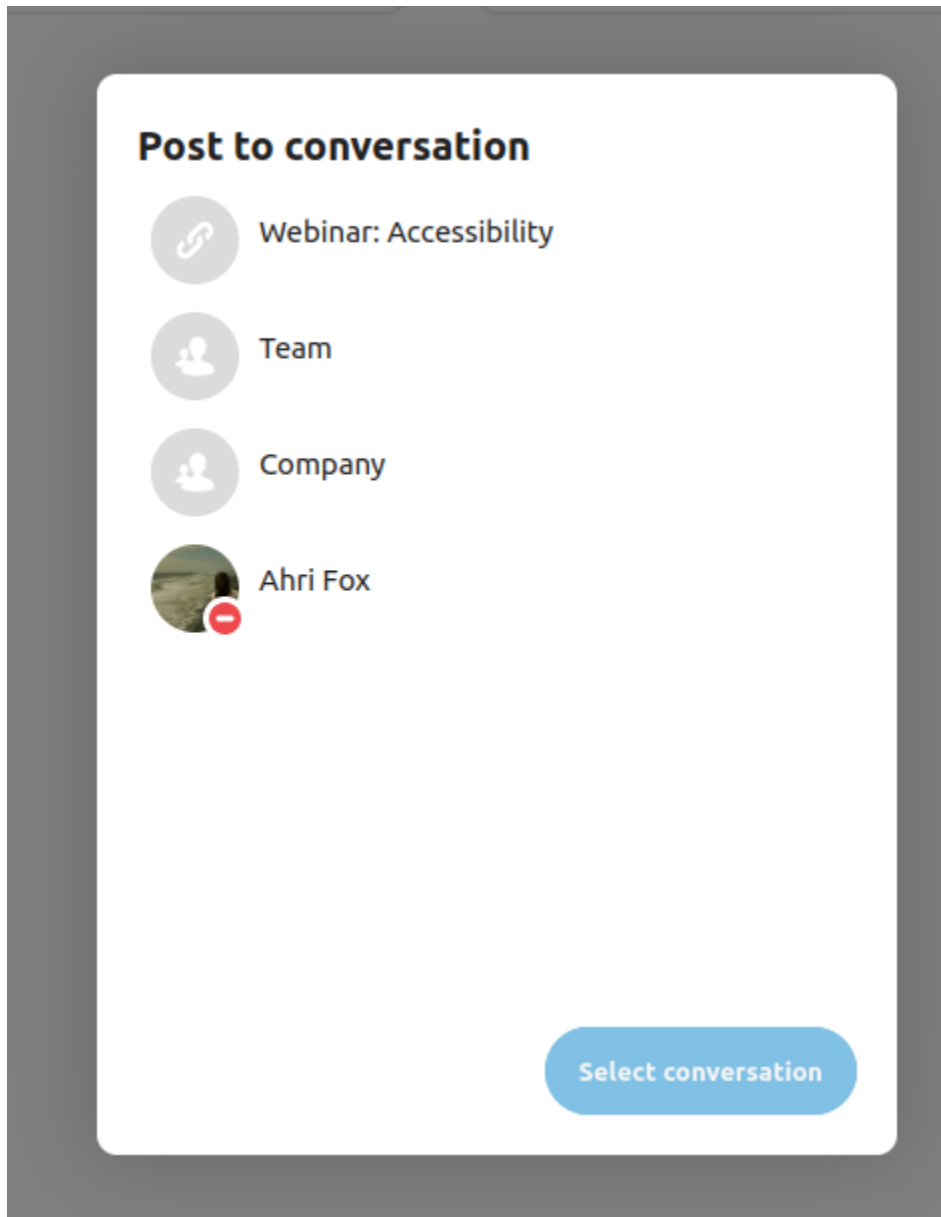 Post to conversation
Webinar: Accessibility
Team
Company
Ahri Fox
Select conversation